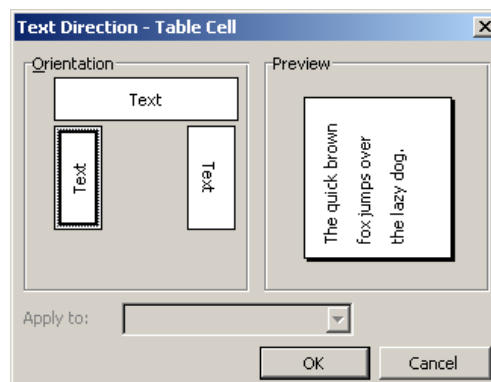 Text Direction - Table Cell
Orientation
Text
Text
Text
Preview
The quick brown
fox jumps over
the lazy dog.
Apply to:
OK
Cancel